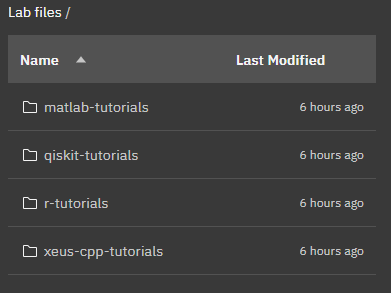 Lab files /
Name Last Modified
matlab-tutorials 6 hours ago
qiskit-tutorials 6 hours ago
r-tutorials 6 hours ago
xeus-cpp-tutorials 6 hours ago